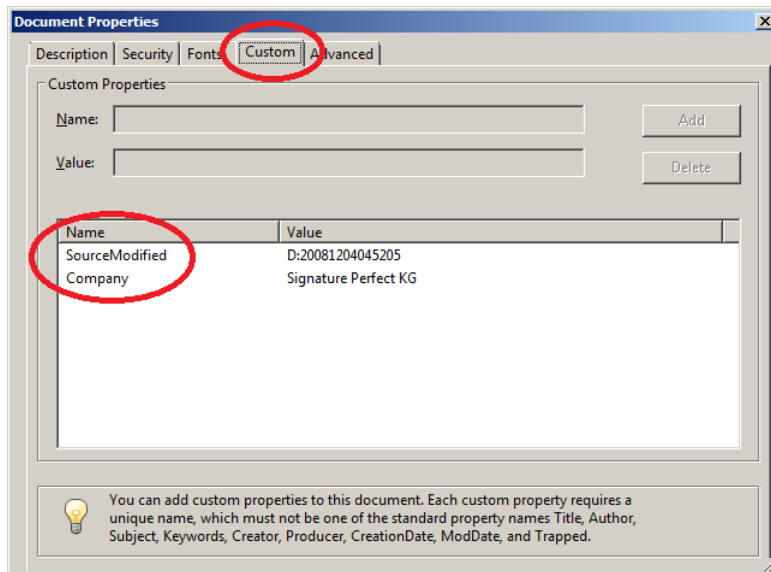 Document Properties
Description Security Fonts Custom Advanced
Custom Properties
Name: Add
Value: Delete
Name Value
SourceModified D:20081204045205
Company Signature Perfect KG
You can add custom properties to this document. Each custom property requires a
unique name, which must not be one of the standard property names Title, Author,
Subject, Keywords, Creator, Producer, CreationDate, ModDate, and Trapped.